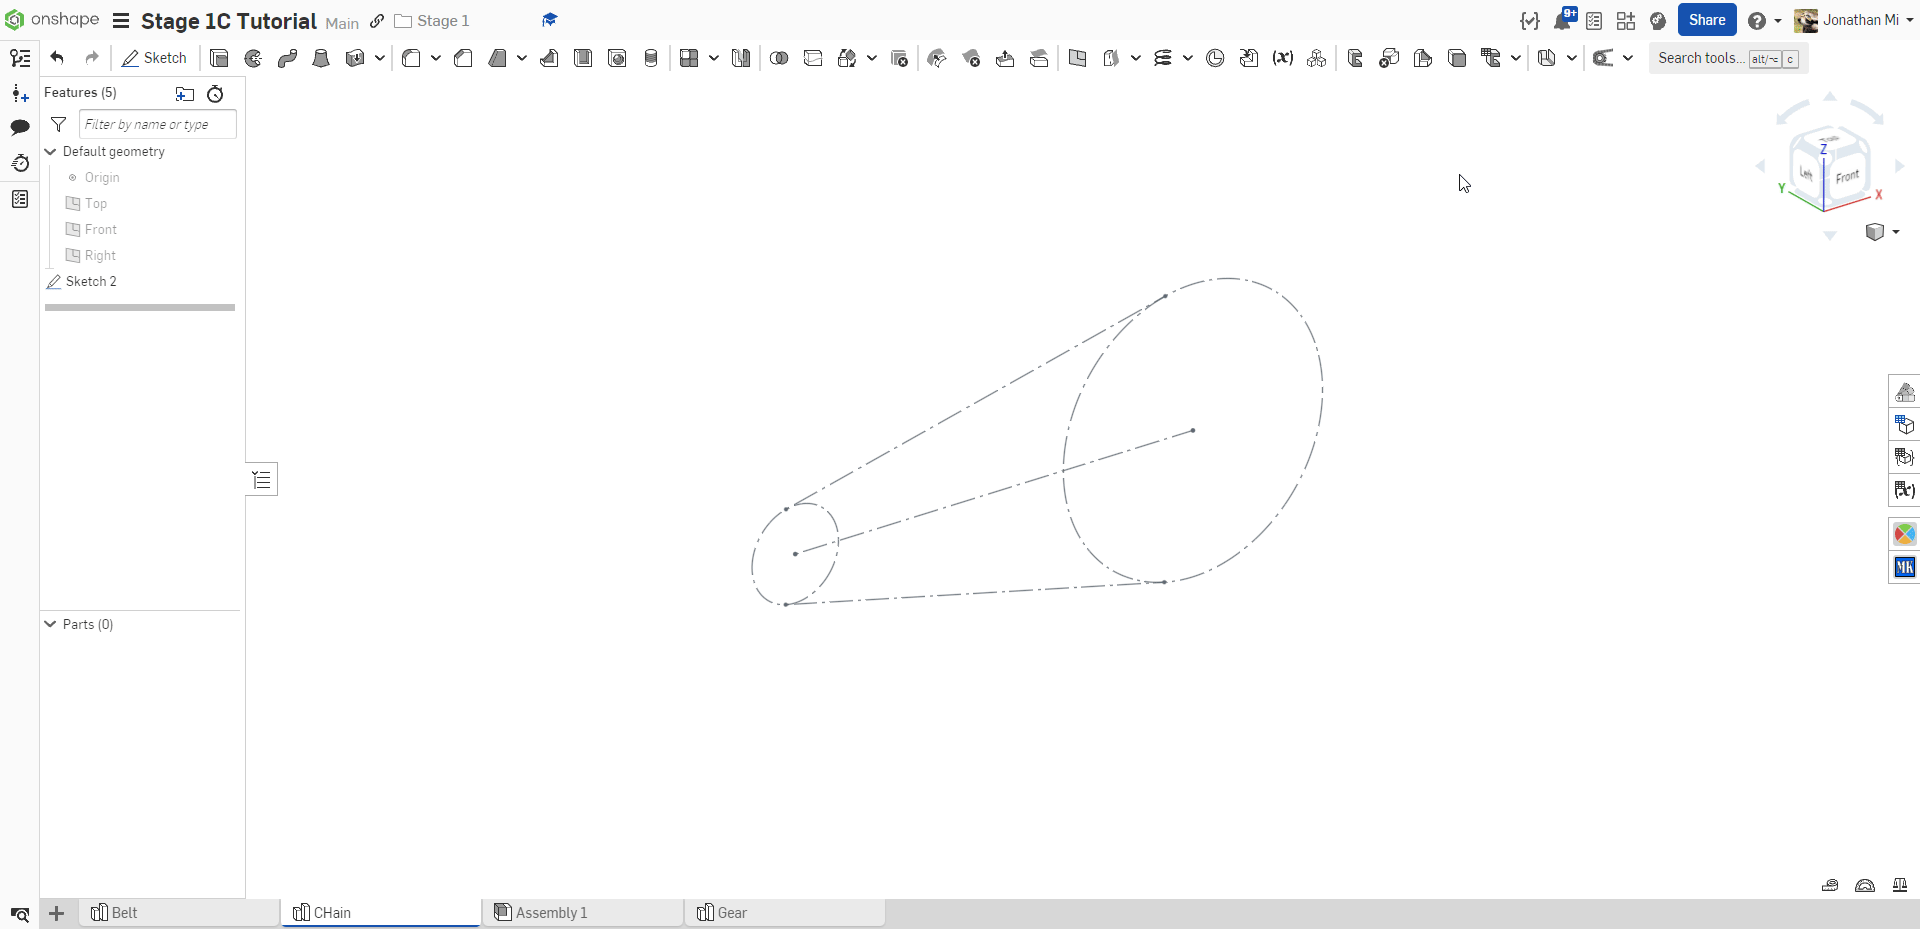 onshape Stage 1C Tutorial Main Stage 1 9+ Share Jonathan Mi
Sketch Search tools... alt/⌥ c
Features (5)
Filter by name or type
Default geometry
Origin
Top
Front
Right
Sketch 2
Parts (0)
Top
Z
Left Front
Y X
(x)
(x)
MK
Belt CHain Assembly 1 Gear